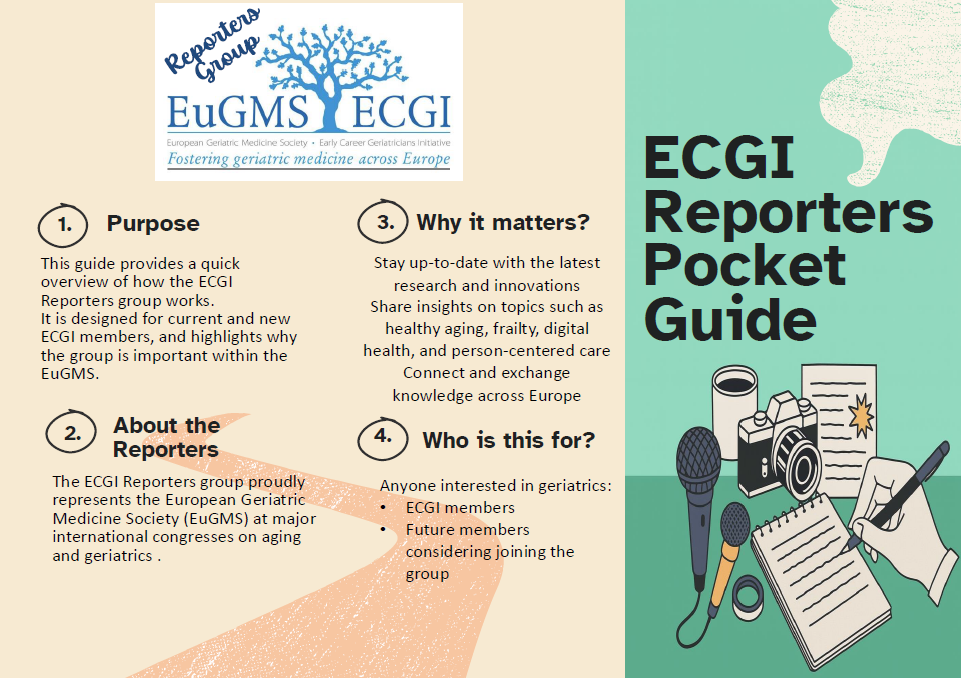 Reporters
Group
EuGMS ECGI
European Geriatric Medicine Society • Early Career Geriatricians Initiative
Fostering geriatric medicine across Europe
1. Purpose
This guide provides a quick
overview of how the ECGI
Reporters group works.
It is designed for current and new
ECGI members, and highlights why
the group is important within the
EuGMS.
2. About the
Reporters
The ECGI Reporters group proudly
represents the European Geriatric
Medicine Society (EuGMS) at major
international congresses on aging
and geriatrics .
3. Why it matters?
Stay up-to-date with the latest
research and innovations
Share insights on topics such as
healthy aging, frailty, digital
health, and person-centered care
Connect and exchange
knowledge across Europe
4. Who is this for?
Anyone interested in geriatrics:
• ECGI members
• Future members
considering joining the
group
ECGI
Reporters
Pocket
Guide